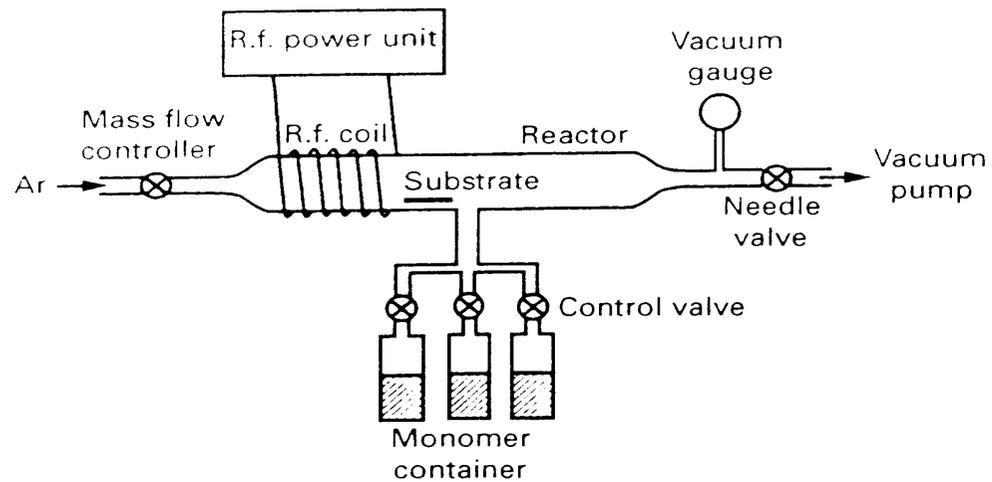 R.f. power unit
Vacuum
gauge
Mass flow
controller
R.f. coil
Reactor
Ar
Substrate
Vacuum
pump
Needle
valve
Control valve
Monomer
container